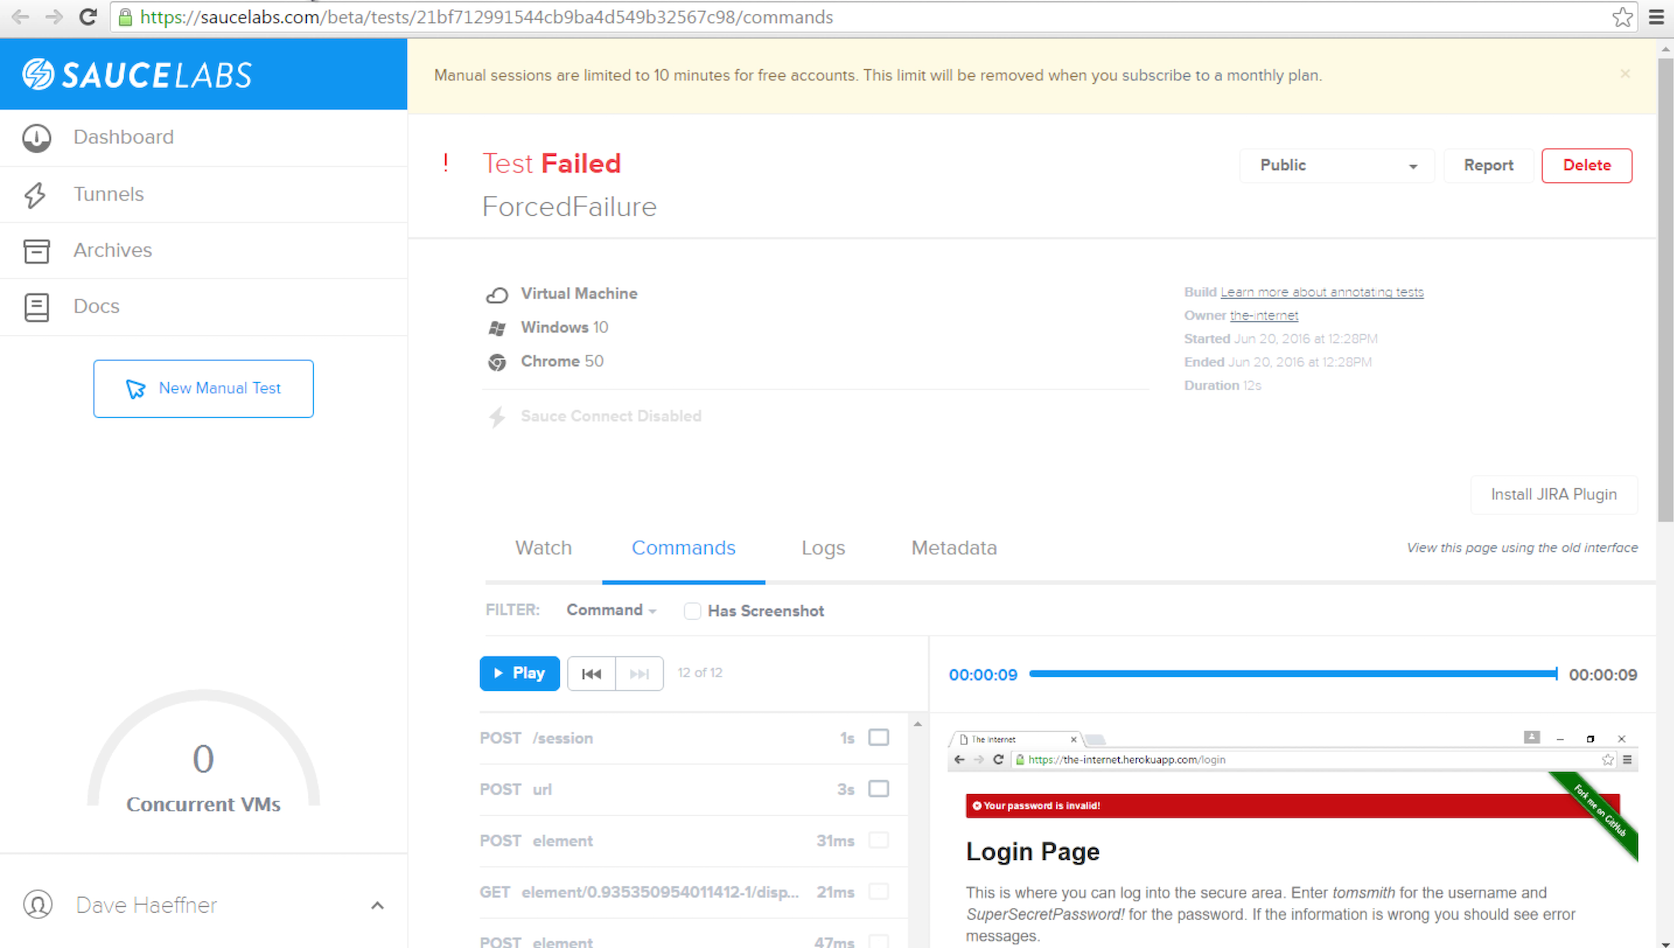 https://saucelabs.com/beta/tests/21bf712991544cb9ba4d549b32567c98/commands
SAUCELABS
Manual sessions are limited to 10 minutes for free accounts. This limit will be removed when you subscribe to a monthly plan.
×
Dashboard
Tunnels
Archives
Docs
New Manual Test
0
Concurrent VMs
Dave Haeffner
! Test Failed
ForcedFailure
Public
Report
Delete
Virtual Machine
Windows 10
Chrome 50
Sauce Connect Disabled
Build Learn more about annotating tests
Owner the-internet
Started Jun 20, 2016 at 12:28PM
Ended Jun 20, 2016 at 12:28PM
Duration 12s
Install JIRA Plugin
Watch Commands Logs Metadata
View this page using the old interface
FILTER: Command Has Screenshot
Play 12 of 12
00:00:09 00:00:09
POST /session 1s
POST url 3s
POST element 31ms
GET element/0.935350954011412-1/disp... 21ms
POST element 47ms
The Internet
https://the-internet.herokuapp.com/login
Your password is invalid!
Fork me on GitHub
Login Page
This is where you can log into the secure area. Enter tomsmith for the username and
SuperSecretPassword! for the password. If the information is wrong you should see error
messages.